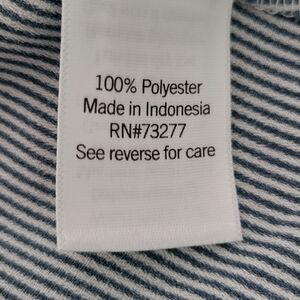 100% Polyester
Made in Indonesia
RN#73277
See reverse for care